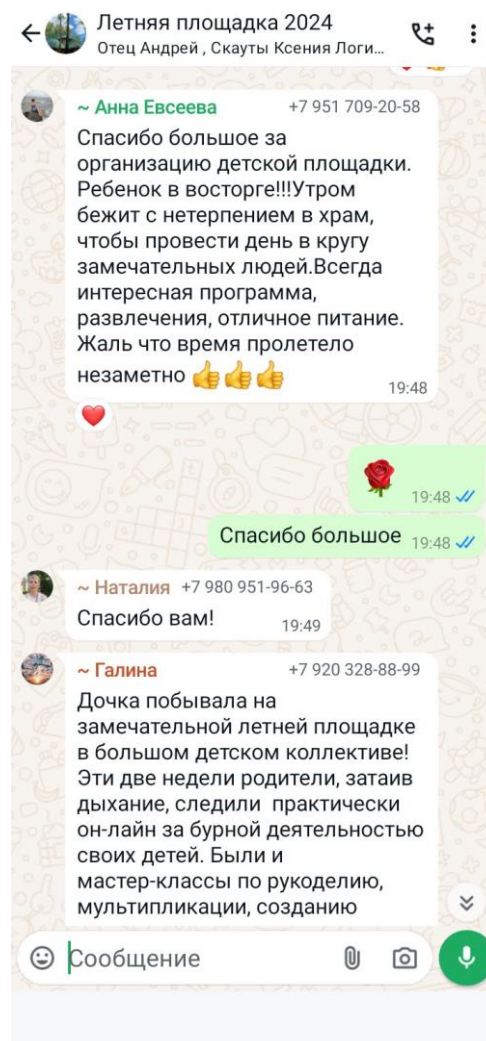 Летняя площадка 2024
Отец Андрей , Скауты Ксения Логи...
~ Анна Евсеева +7 951 709-20-58
Спасибо большое за
организацию детской площадки.
Ребенок в восторге!!!Утром
бежит с нетерпением в храм,
чтобы провести день в кругу
замечательных людей.Всегда
интересная программа,
развлечения, отличное питание.
Жаль что время пролетело
незаметно 👍👍👍
19:48
🌹 19:48
Спасибо большое 19:48
~ Наталия +7 980 951-96-63
Спасибо вам! 19:49
~ Галина +7 920 328-88-99
Дочка побывала на
замечательной летней площадке
в большом детском коллективе!
Эти две недели родители, затаив
дыхание, следили практически
он-лайн за бурной деятельностью
своих детей. Были и
мастер-классы по рукоделию,
мультипликации, созданию
Сообщение